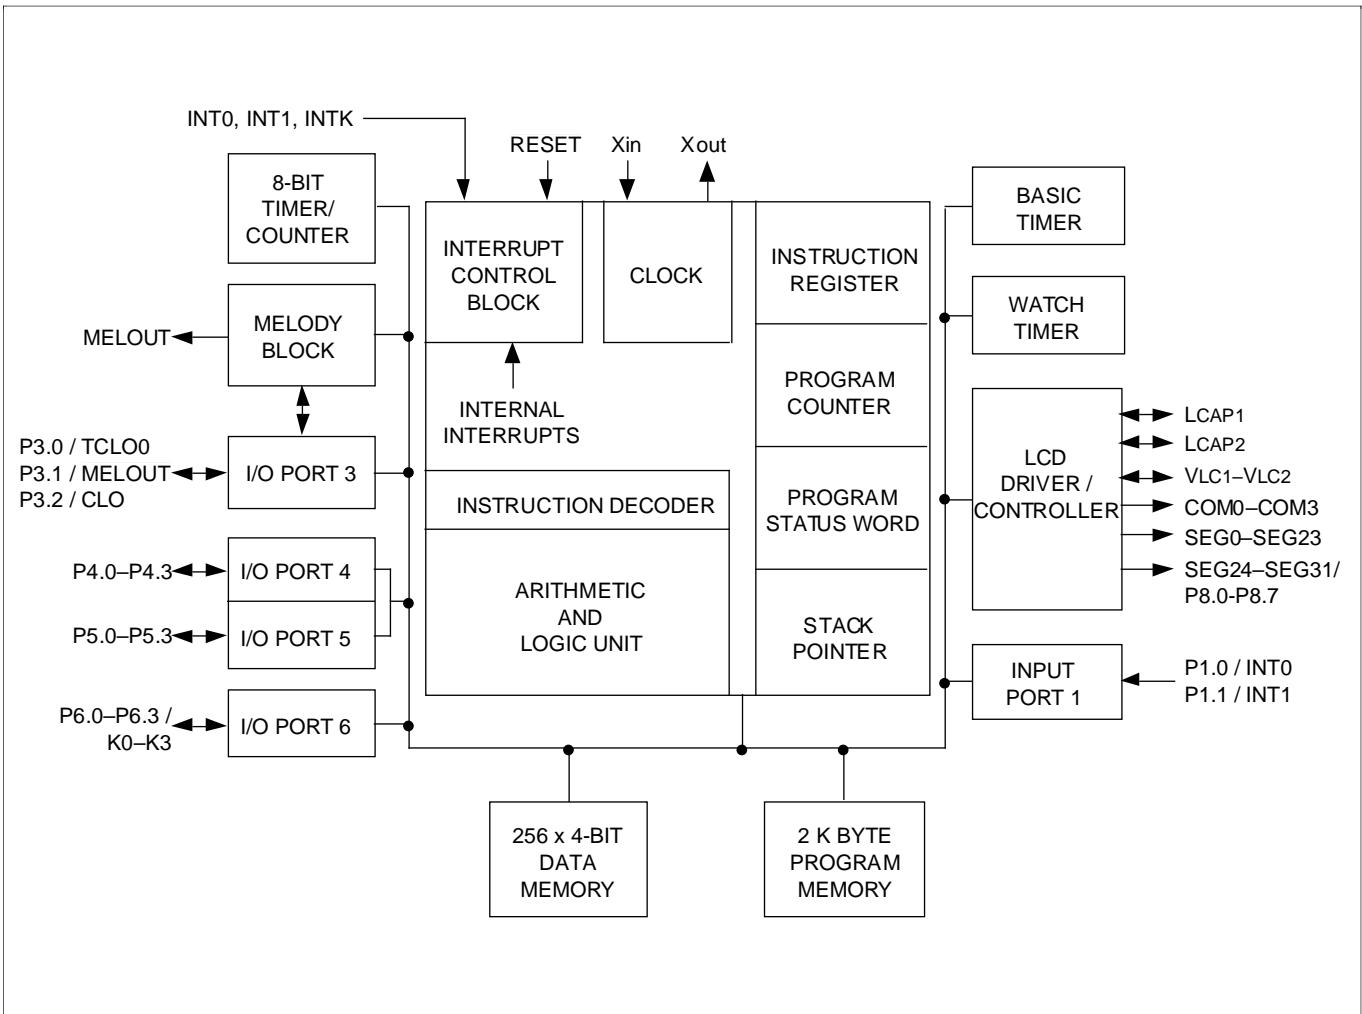 INT0, INT1, INTK
RESET
Xin
Xout
8-BIT
TIMER/
COUNTER
INTERRUPT
CONTROL
BLOCK
CLOCK
INSTRUCTION
REGISTER
BASIC
TIMER
MELOUT
MELODY
BLOCK
WATCH
TIMER
INTERNAL
INTERRUPTS
PROGRAM
COUNTER
P3.0 / TCLO0
P3.1 / MELOUT
P3.2 / CLO
I/O PORT 3
LCD
DRIVER /
CONTROLLER
LCAP1
LCAP2
VLC1–VLC2
COM0–COM3
SEG0–SEG23
SEG24–SEG31/
P8.0-P8.7
INSTRUCTION DECODER
PROGRAM
STATUS WORD
P4.0–P4.3
I/O PORT 4
P5.0–P5.3
I/O PORT 5
ARITHMETIC
AND
LOGIC UNIT
STACK
POINTER
INPUT
PORT 1
P1.0 / INT0
P1.1 / INT1
P6.0–P6.3 /
K0–K3
I/O PORT 6
256 x 4-BIT
DATA
MEMORY
2 K BYTE
PROGRAM
MEMORY